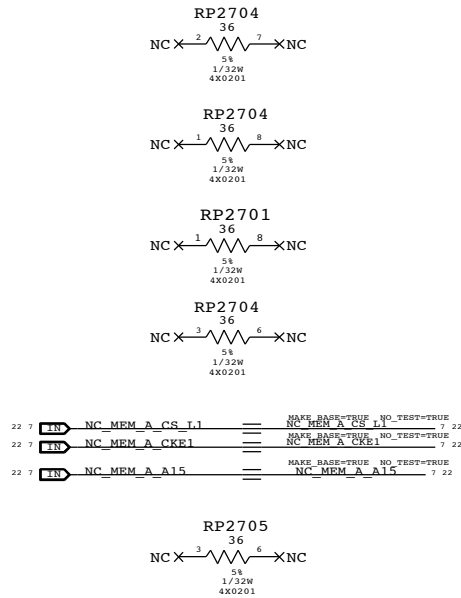 RP2704
36
NC 2 7 NC
5%
1/32W
4X0201
RP2704
36
NC 1 8 NC
5%
1/32W
4X0201
RP2701
36
NC 1 8 NC
5%
1/32W
4X0201
RP2704
36
NC 3 6 NC
5%
1/32W
4X0201
MAKE_BASE=TRUE NO_TEST=TRUE
22 7 IN NC_MEM_A_CS_L1 NC_MEM_A_CS_L1 7 22
MAKE_BASE=TRUE NO_TEST=TRUE
22 7 IN NC_MEM_A_CKE1 NC_MEM_A_CKE1 7 22
MAKE_BASE=TRUE NO_TEST=TRUE
22 7 IN NC_MEM_A_A15 NC_MEM_A_A15 7 22
RP2705
36
NC 3 6 NC
5%
1/32W
4X0201